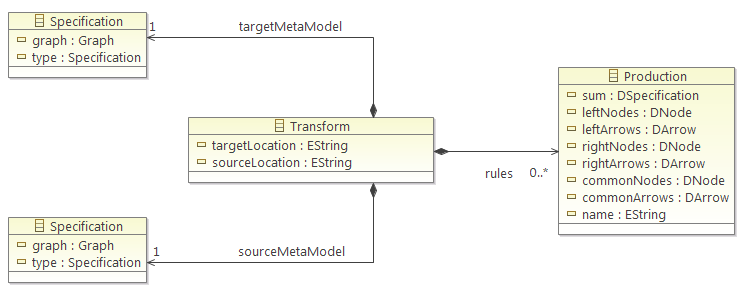 Specification
graph : Graph
type : Specification
1
targetMetaModel
Transform
targetLocation : EString
sourceLocation : EString
rules
0..*
Production
sum : DSpecification
leftNodes : DNode
leftArrows : DArrow
rightNodes : DNode
rightArrows : DArrow
commonNodes : DNode
commonArrows : DArrow
name : EString
Specification
graph : Graph
type : Specification
1
sourceMetaModel